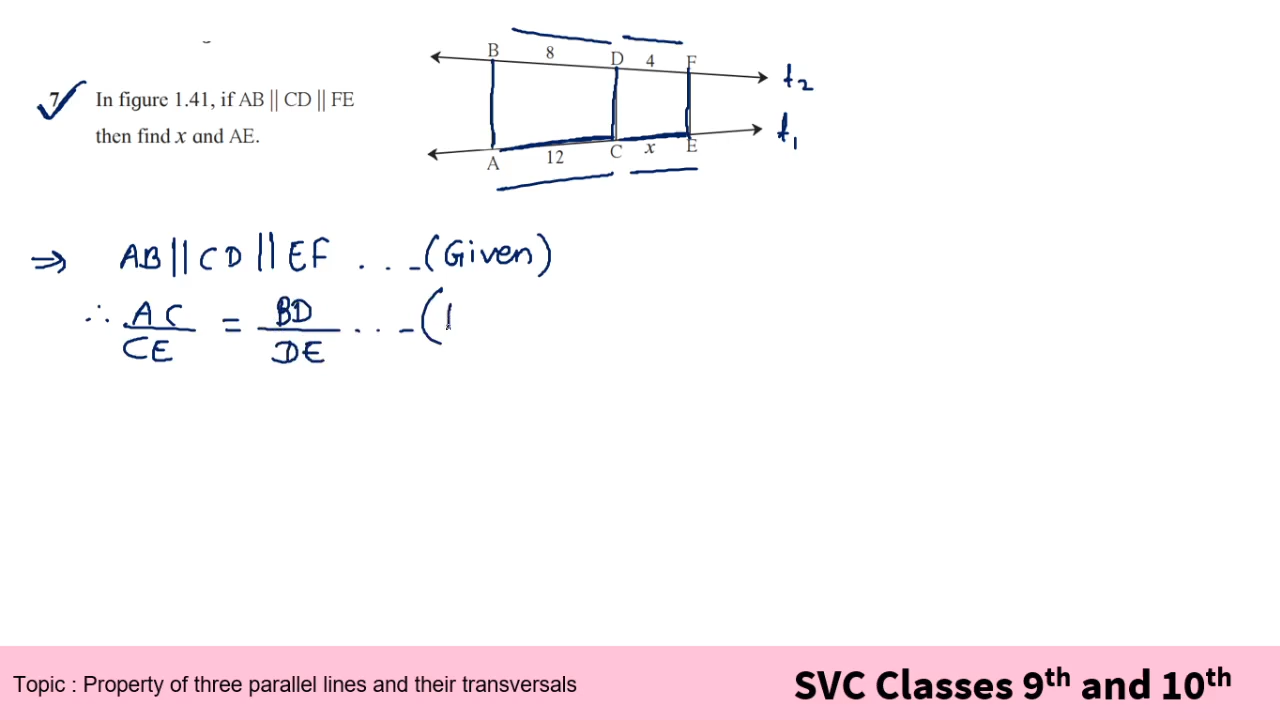 B 8 D 4 F t₂
7 In figure 1.41, if AB || CD || FE
then find x and AE.
A 12 C x E t₁
⇒ AB || CD || EF . . . (Given)
∴ AC/CE = BD/DE . . . (
Topic : Property of three parallel lines and their transversals
SVC Classes 9th and 10th